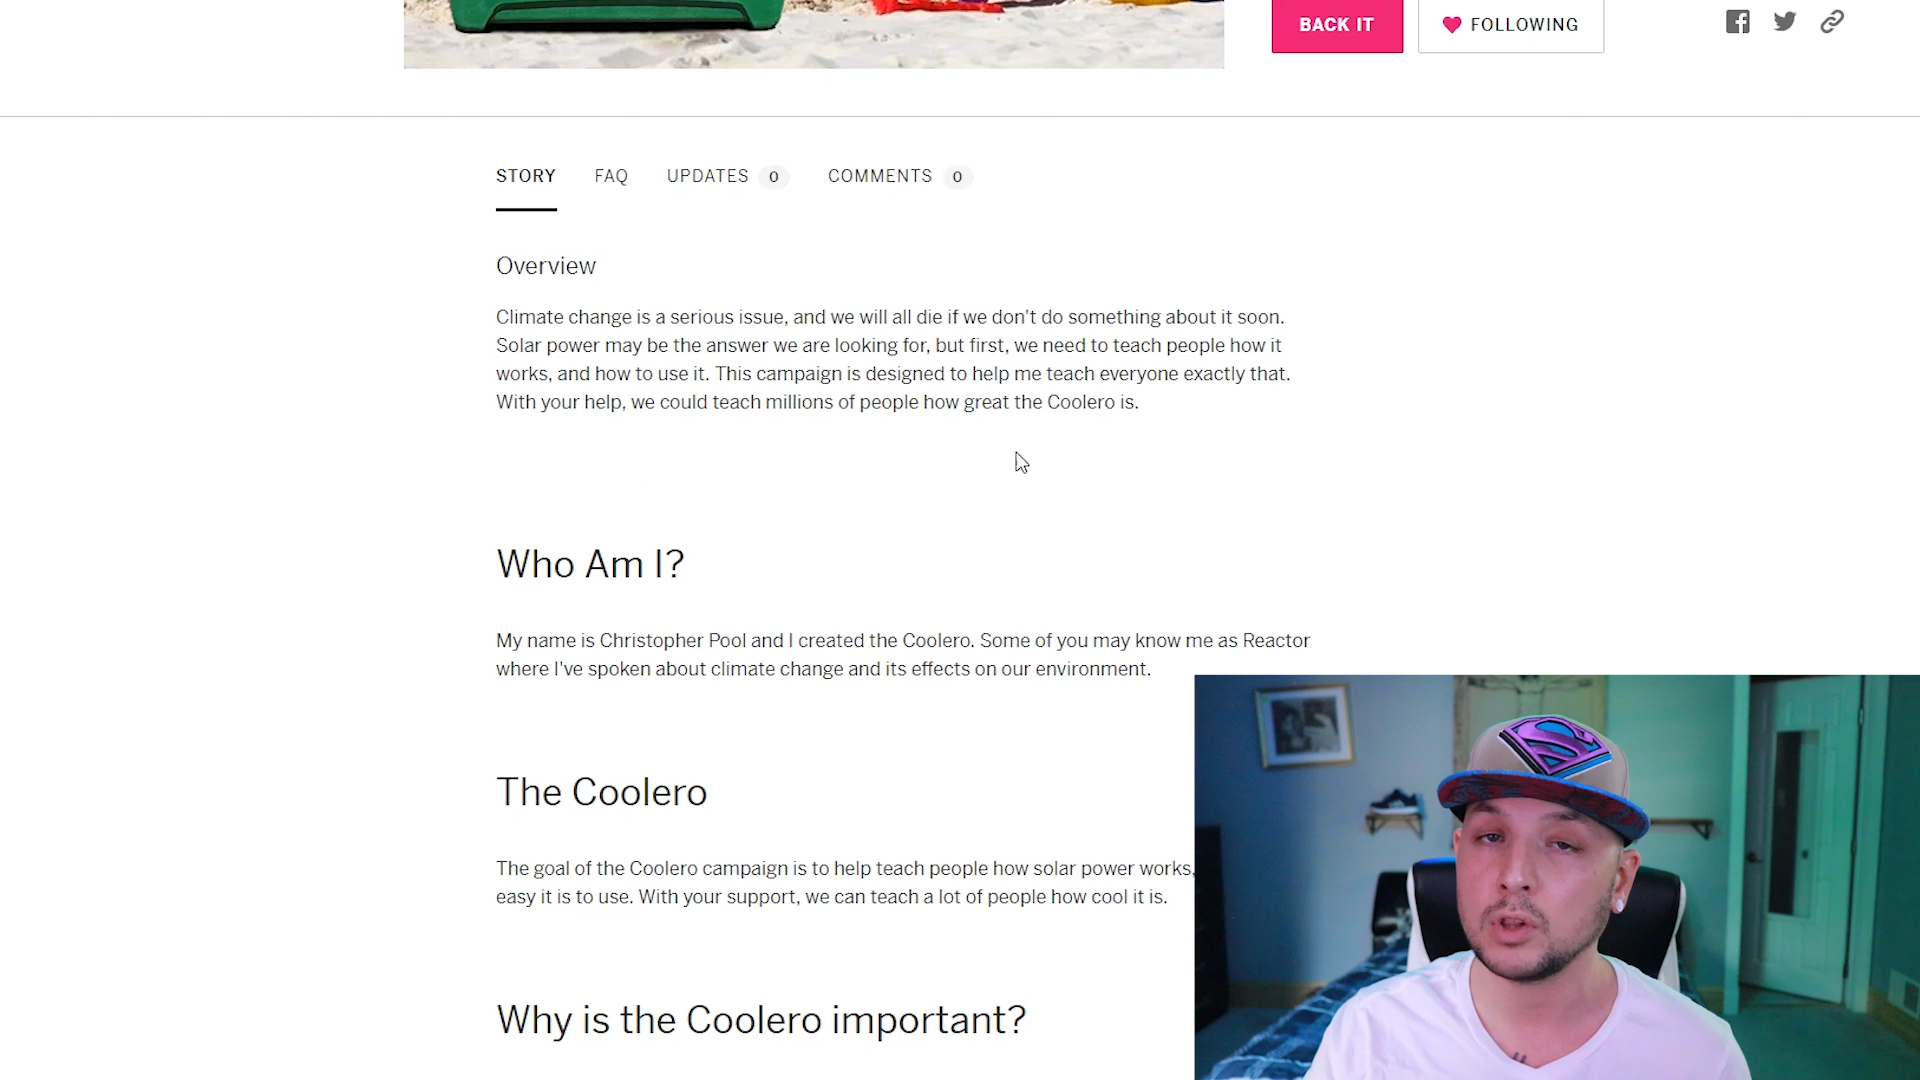 BACK IT
FOLLOWING
STORY
FAQ
UPDATES 0
COMMENTS 0
Overview
Climate change is a serious issue, and we will all die if we don't do something about it soon.
Solar power may be the answer we are looking for, but first, we need to teach people how it
works, and how to use it. This campaign is designed to help me teach everyone exactly that.
With your help, we could teach millions of people how great the Coolero is.
Who Am I?
My name is Christopher Pool and I created the Coolero. Some of you may know me as Reactor
where I've spoken about climate change and its effects on our environment.
The Coolero
The goal of the Coolero campaign is to help teach people how solar power works,
easy it is to use. With your support, we can teach a lot of people how cool it is.
Why is the Coolero important?